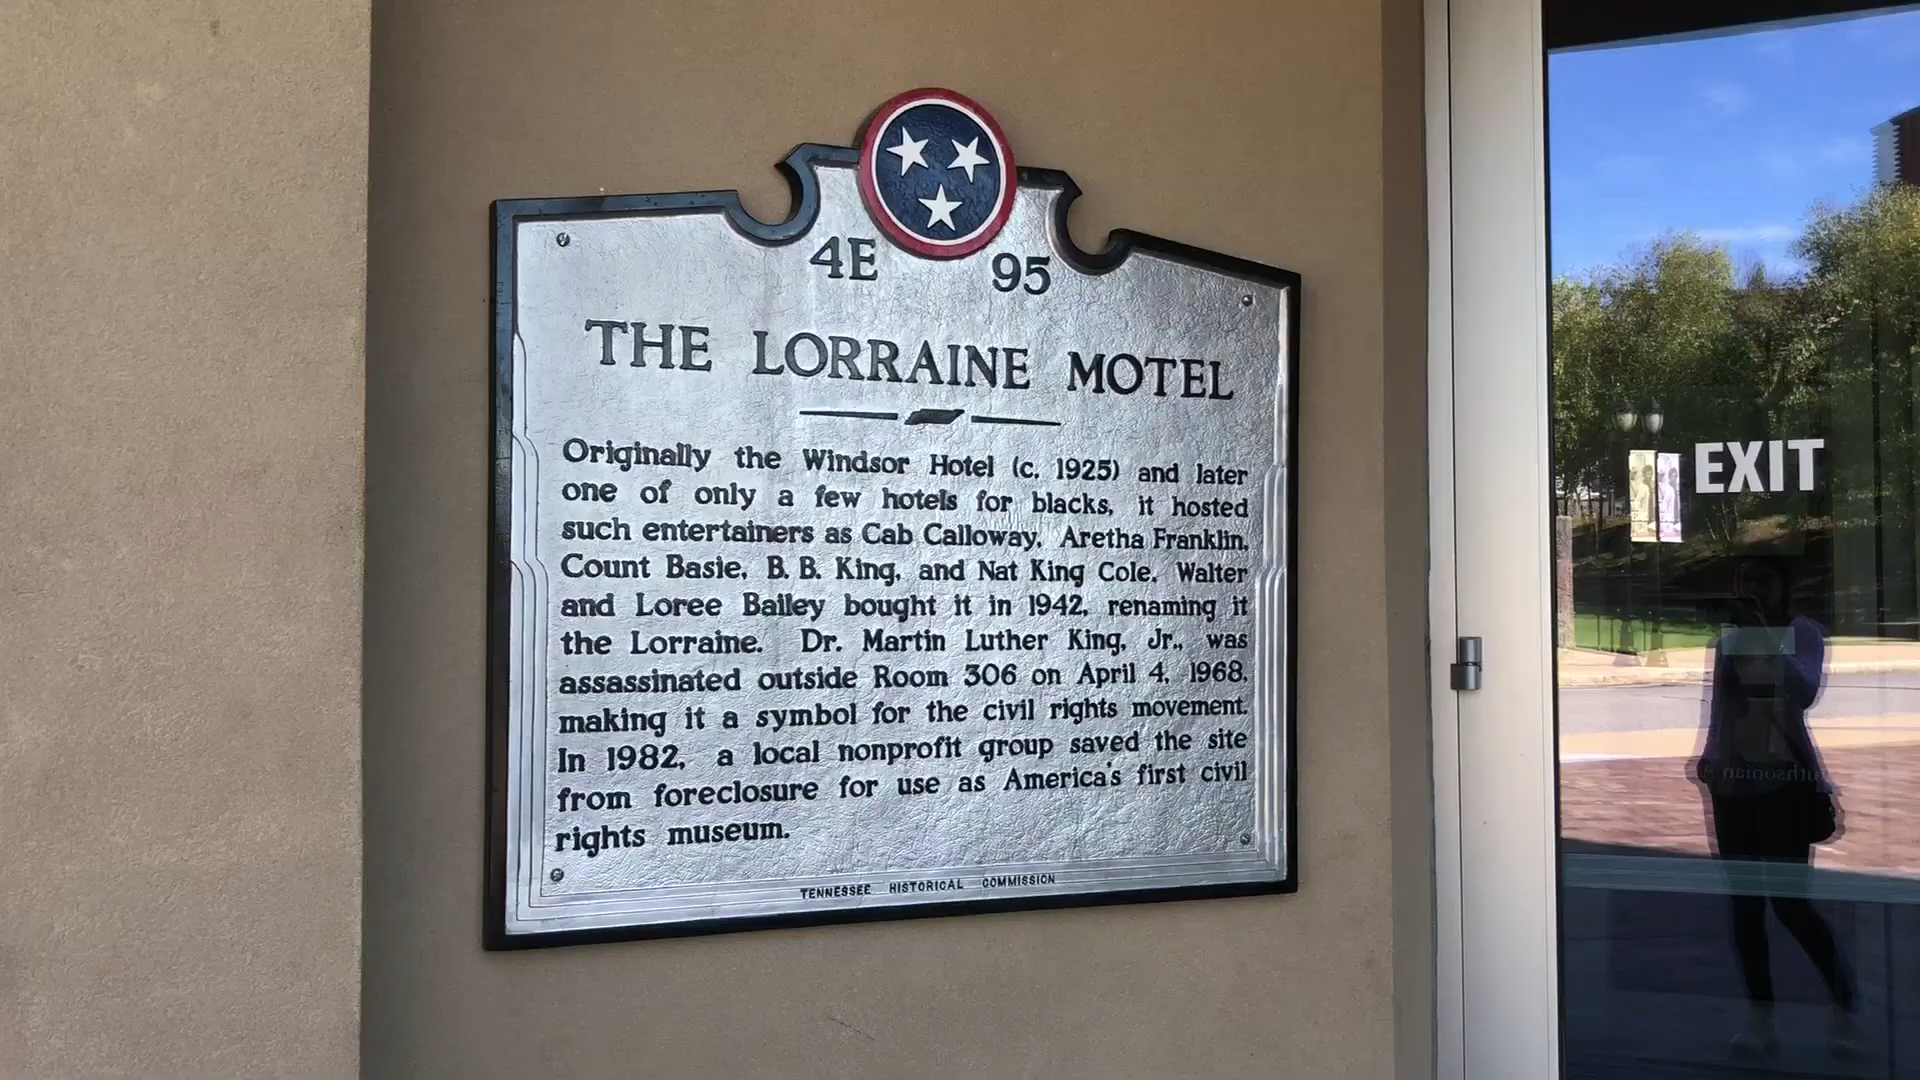 4E 95
THE LORRAINE MOTEL
Originally the Windsor Hotel (c. 1925) and later
one of only a few hotels for blacks, it hosted
such entertainers as Cab Calloway, Aretha Franklin,
Count Basie, B. B. King, and Nat King Cole. Walter
and Loree Bailey bought it in 1942, renaming it
the Lorraine. Dr. Martin Luther King, Jr., was
assassinated outside Room 306 on April 4, 1968,
making it a symbol for the civil rights movement.
In 1982, a local nonprofit group saved the site
from foreclosure for use as America's first civil
rights museum.
TENNESSEE HISTORICAL COMMISSION
EXIT